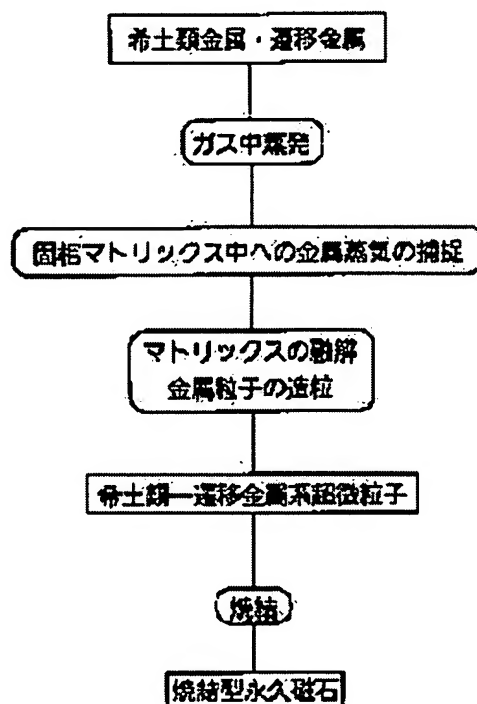 希土類金属・遷移金属
ガス中蒸発
固相マトリックス中への金属蒸気の捕捉
マトリックスの融解
金属粒子の造粒
希土類―遷移金属系超微粒子
焼結
焼結型永久磁石